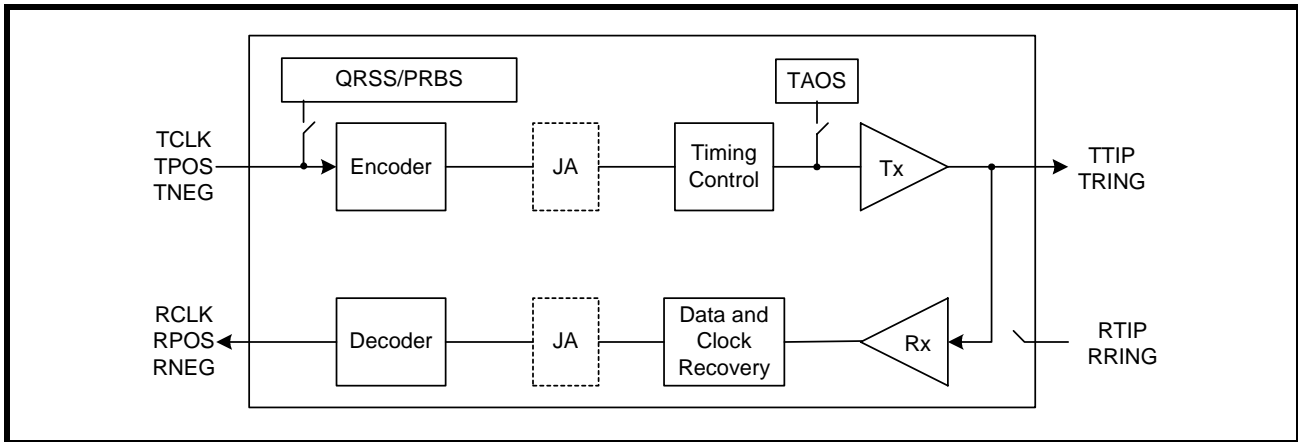 QRSS/PRBS
TAOS
TCLK
TPOS
TNEG
Encoder
JA
Timing
Control
Tx
TTIP
TRING
RCLK
RPOS
RNEG
Decoder
JA
Data and
Clock
Recovery
Rx
RTIP
RRING